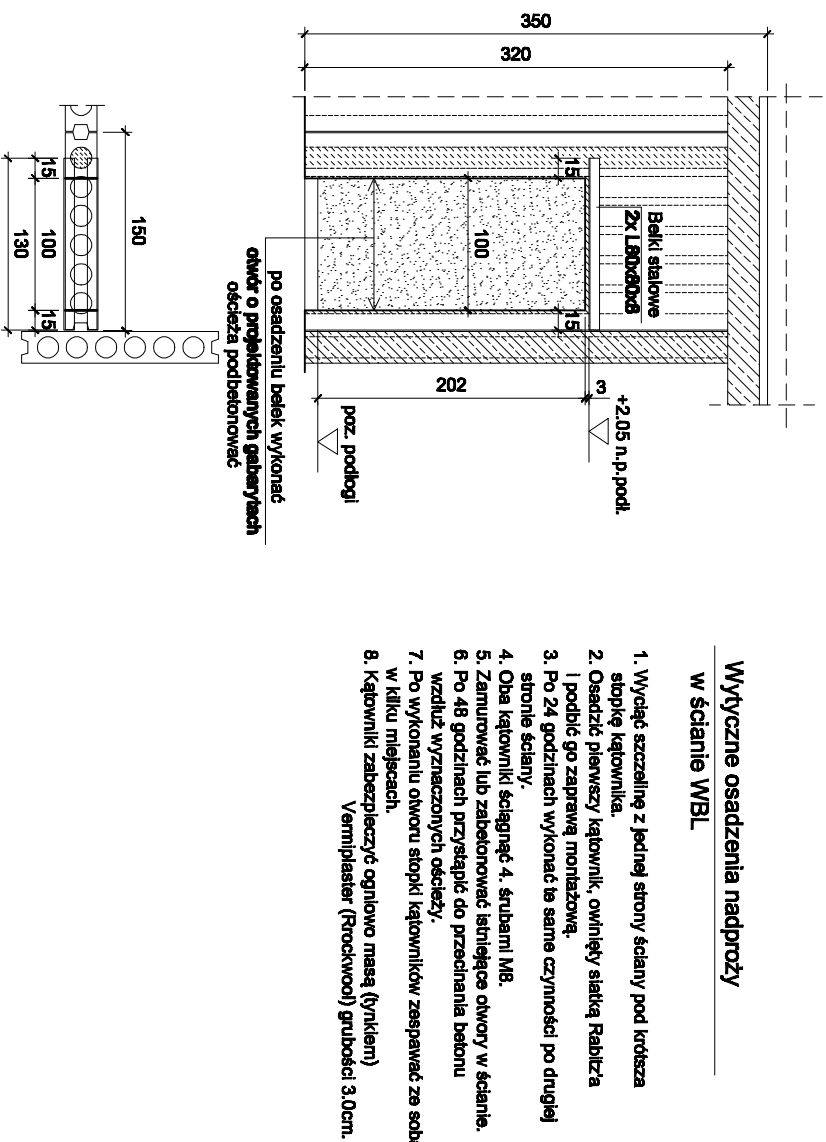 350
320
Belki stalowe
2x L80x80x8
15
100
15
+2.05 n.p.podł.
3
202
poz. podłogi
po osadzeniu belek wykonać
otwór o projektowanych gabarytach
ościeża podbetonować
150
15
100
15
130
Wytyczne osadzenia nadproży
w ścianie WBL
1. Wyciąć szczelinę z jednej strony ściany pod krótsza
stopkę kątownika.
2. Osadzić pierwszy kątownik, owinięty siatką Rabitz'a
i podbić go zaprawą montażową.
3. Po 24 godzinach wykonać te same czynności po drugiej
stronie ściany.
4. Oba kątowniki ściągnąć 4. śrubami M8.
5. Zamurować lub zabetonować istniejące otwory w ścianie.
6. Po 48 godzinach przystąpić do przecinania betonu
wzdłuż wyznaczonych ościeży.
7. Po wykonaniu otworu stopki kątowników zespawać ze sobą
w kilku miejscach.
8. Kątowniki zabezpieczyć ogniowo masą (tynkiem)
Vermiplaster (Rrockwool) grubości 3.0cm.